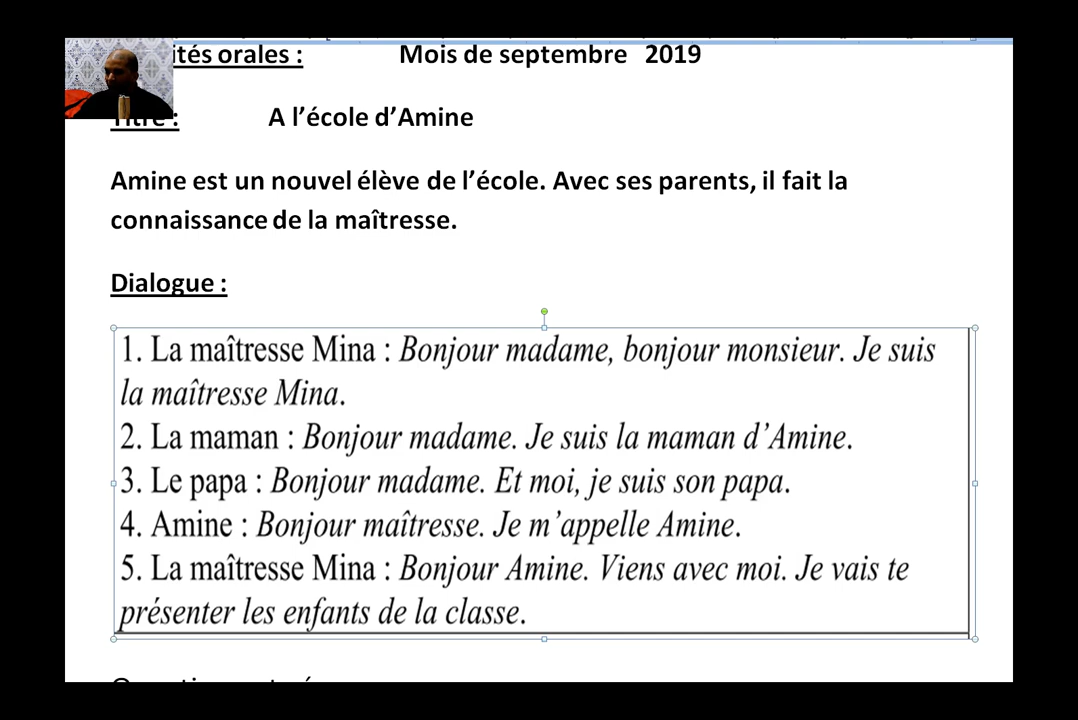 ités orales : Mois de septembre 2019
Titre : A l’école d’Amine
Amine est un nouvel élève de l’école. Avec ses parents, il fait la
connaissance de la maîtresse.
Dialogue :
1. La maîtresse Mina : Bonjour madame, bonjour monsieur. Je suis
la maîtresse Mina.
2. La maman : Bonjour madame. Je suis la maman d’Amine.
3. Le papa : Bonjour madame. Et moi, je suis son papa.
4. Amine : Bonjour maîtresse. Je m’appelle Amine.
5. La maîtresse Mina : Bonjour Amine. Viens avec moi. Je vais te
présenter les enfants de la classe.